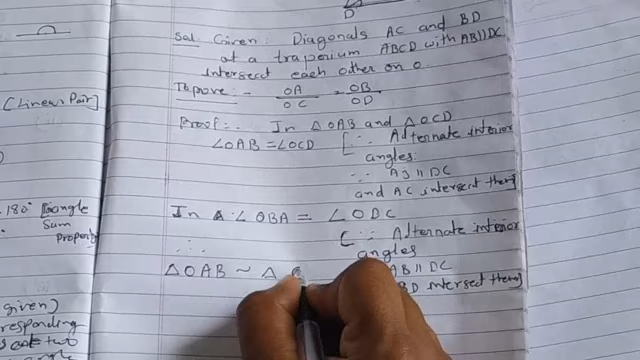 D
Sol. Given: Diagonals AC and BD
of a trapezium ABCD with AB||DC
intersect each other on O.
To prove :- OA/OC = OB/OD
[Linear Pair]
Proof:- In △OAB and △OCD
∠OAB = ∠OCD [∵ Alternate interior
angles.
∵ AB || DC
and AC intersect them]
180° [Triangle
Sum
Property
In ∠OBA = ∠ODC
[∵ Alternate interior
angles
∴
△OAB ~ △
AB || DC
BD intersect them]
given)
responding
two
angle